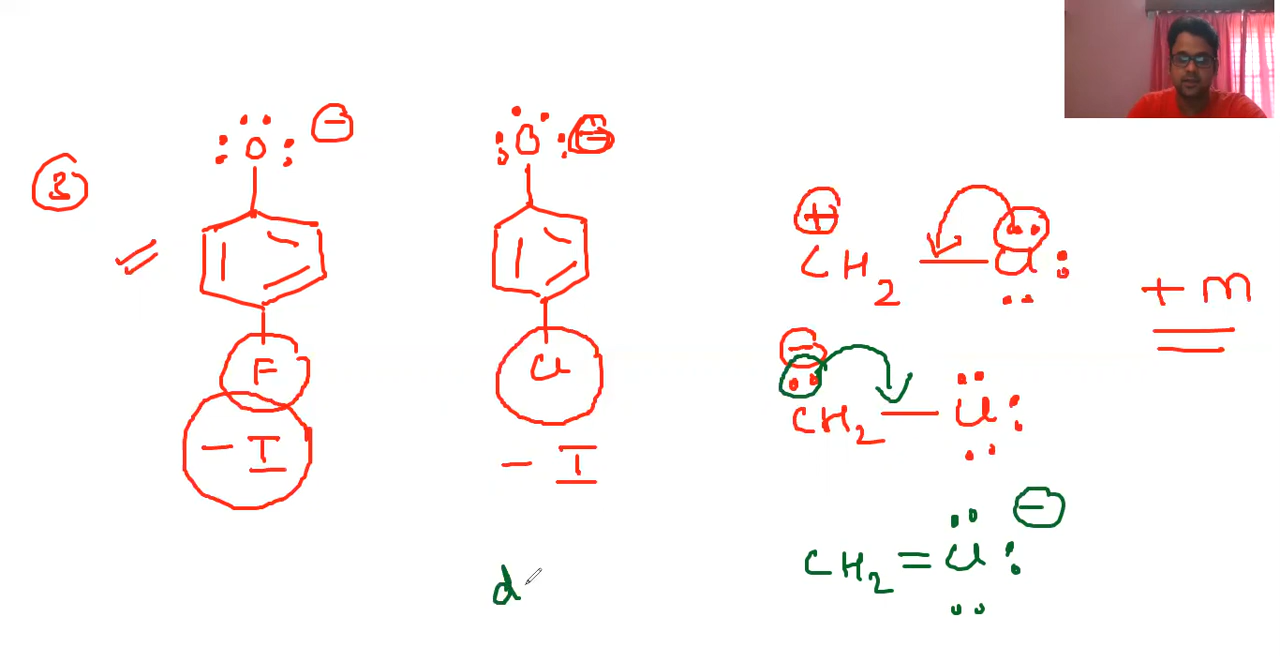 3
O −
F
− I
O −
Cl
− I
+
CH2 — Cl
+ m
−
CH2 — Cl
CH2 = Cl −
d